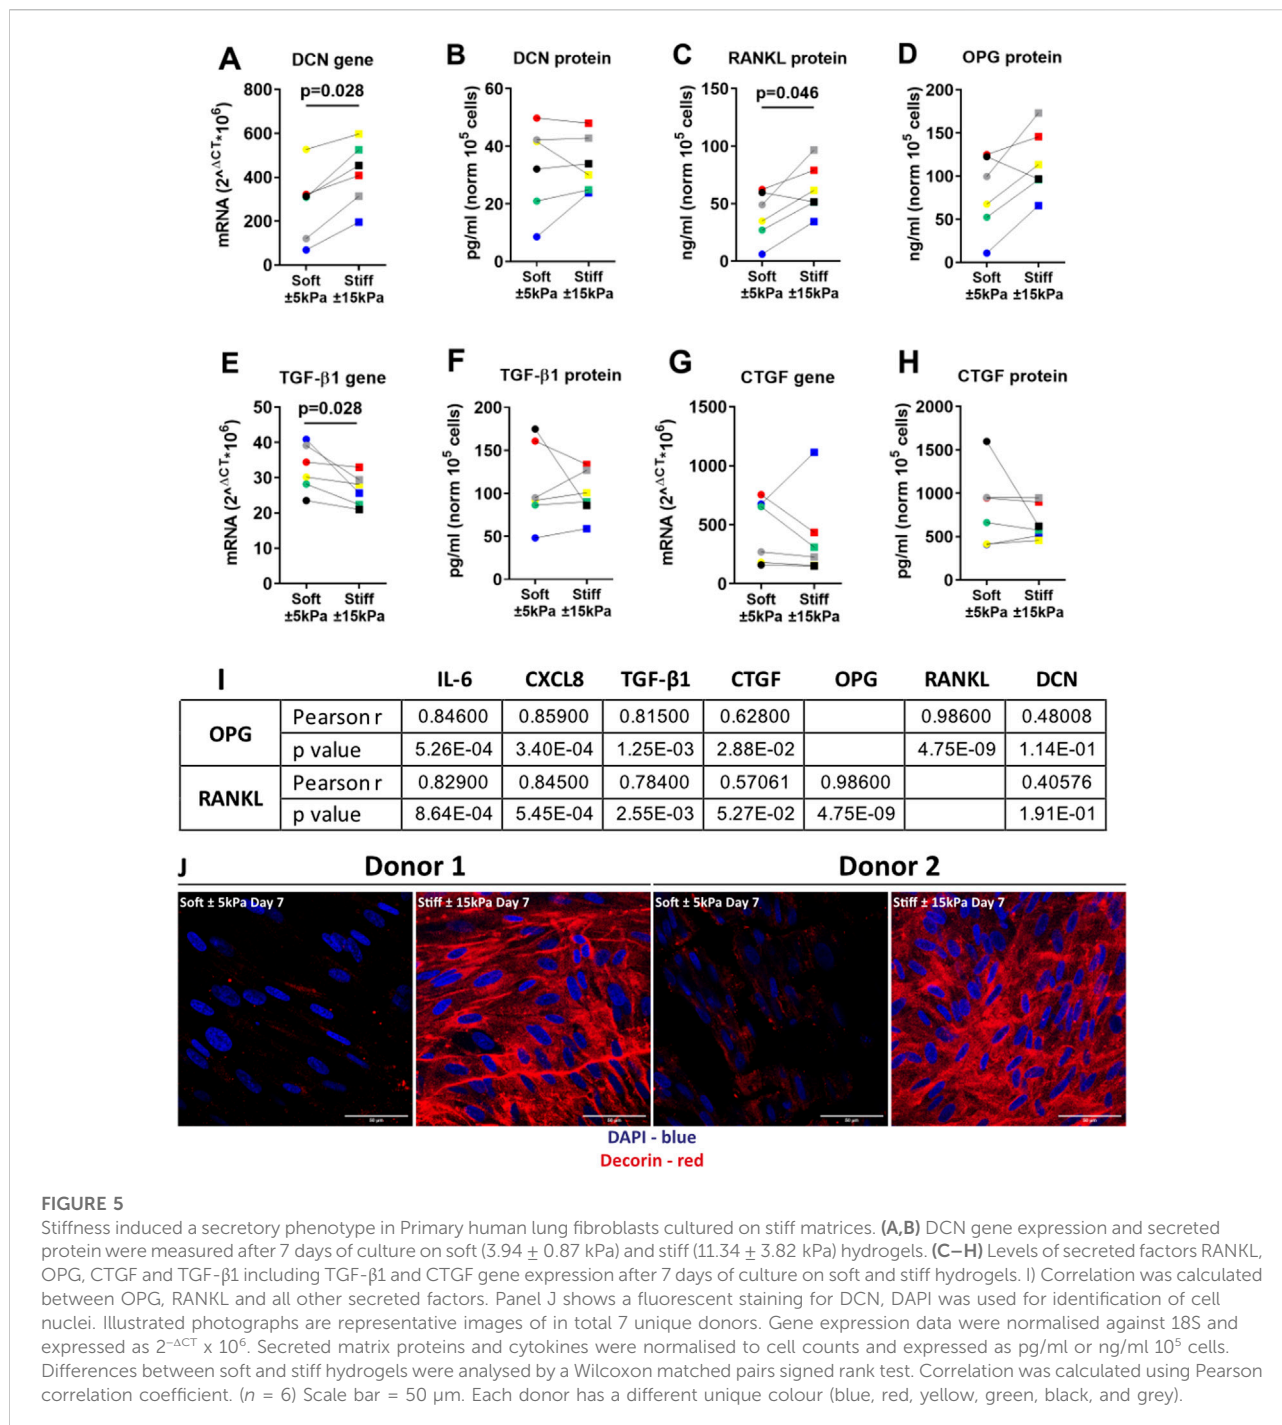 A
DCN gene
p=0.028
mRNA (2^ΔCT*10⁶)
800
600
400
200
0
Soft
±5kPa
Stiff
±15kPa
B
DCN protein
pg/ml (norm 10⁵ cells)
60
40
20
0
Soft
±5kPa
Stiff
±15kPa
C
RANKL protein
p=0.046
ng/ml (norm 10⁵ cells)
150
100
50
0
Soft
±5kPa
Stiff
±15kPa
D
OPG protein
ng/ml (norm 10⁵ cells)
200
150
100
50
0
Soft
±5kPa
Stiff
±15kPa
E
TGF-β1 gene
p=0.028
mRNA (2^ΔCT*10⁶)
50
40
30
20
10
0
Soft
±5kPa
Stiff
±15kPa
F
TGF-β1 protein
pg/ml (norm 10⁵ cells)
200
150
100
50
0
Soft
±5kPa
Stiff
±15kPa
G
CTGF gene
mRNA (2^ΔCT*10⁶)
1500
1000
500
0
Soft
±5kPa
Stiff
±15kPa
H
CTGF protein
pg/ml (norm 10⁵ cells)
2000
1500
1000
500
0
Soft
±5kPa
Stiff
±15kPa
I
IL-6 CXCL8 TGF-β1 CTGF OPG RANKL DCN
OPG
Pearson r 0.84600 0.85900 0.81500 0.62800 0.98600 0.48008
p value 5.26E-04 3.40E-04 1.25E-03 2.88E-02 4.75E-09 1.14E-01
RANKL
Pearson r 0.82900 0.84500 0.78400 0.57061 0.98600 0.40576
p value 8.64E-04 5.45E-04 2.55E-03 5.27E-02 4.75E-09 1.91E-01
J
Donor 1
Donor 2
Soft ± 5kPa Day 7
Stiff ± 15kPa Day 7
Soft ± 5kPa Day 7
Stiff ± 15kPa Day 7
50 µm
50 µm
50 µm
50 µm
DAPI - blue
Decorin - red
FIGURE 5
Stiffness induced a secretory phenotype in Primary human lung fibroblasts cultured on stiff matrices. (A,B) DCN gene expression and secreted
protein were measured after 7 days of culture on soft (3.94 ± 0.87 kPa) and stiff (11.34 ± 3.82 kPa) hydrogels. (C–H) Levels of secreted factors RANKL,
OPG, CTGF and TGF-β1 including TGF-β1 and CTGF gene expression after 7 days of culture on soft and stiff hydrogels. I) Correlation was calculated
between OPG, RANKL and all other secreted factors. Panel J shows a fluorescent staining for DCN, DAPI was used for identification of cell
nuclei. Illustrated photographs are representative images of in total 7 unique donors. Gene expression data were normalised against 18S and
expressed as 2⁻ΔCT x 10⁶. Secreted matrix proteins and cytokines were normalised to cell counts and expressed as pg/ml or ng/ml 10⁵ cells.
Differences between soft and stiff hydrogels were analysed by a Wilcoxon matched pairs signed rank test. Correlation was calculated using Pearson
correlation coefficient. (n = 6) Scale bar = 50 µm. Each donor has a different unique colour (blue, red, yellow, green, black, and grey).